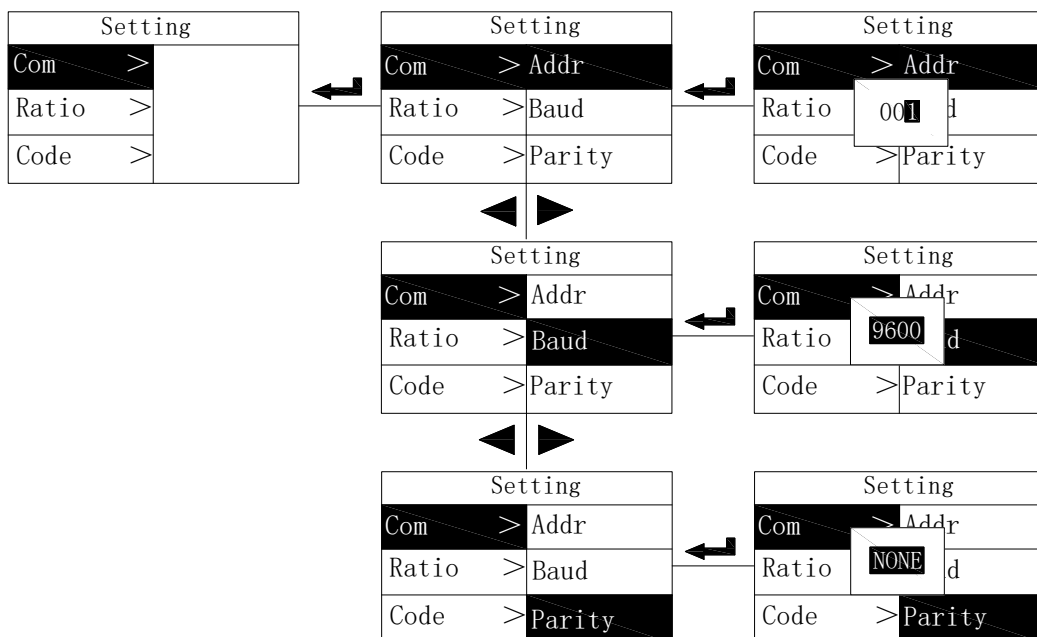 Setting
Com >
Ratio >
Code >
Setting
Com > Addr
Ratio >Baud
Code >Parity
Setting
Com > Addr
Ratio 001 d
Code >Parity
Setting
Com > Addr
Ratio >Baud
Code >Parity
Setting
Com > Addr
Ratio 9600 d
Code >Parity
Setting
Com > Addr
Ratio >Baud
Code >Parity
Setting
Com > Addr
Ratio NONE d
Code >Parity